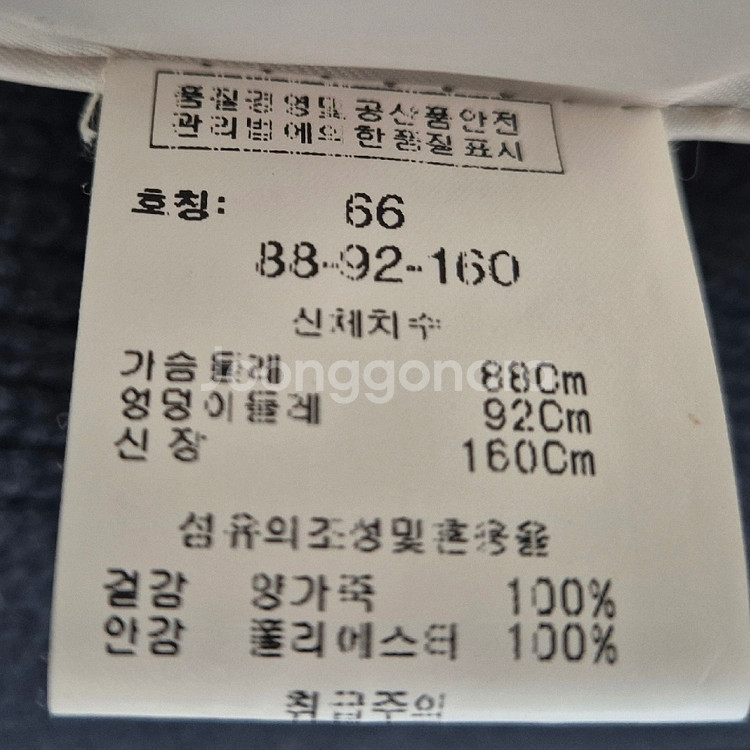 품질경영및 공산품안전
관리법에의한품질표시
호칭: 66
88-92-160
신체치수
가슴둘레 88Cm
엉덩이둘레 92Cm
신 장 160Cm
섬유의조성및혼용율
겉감 양가죽 100%
안감 폴리에스터 100%
취급주의
joonggonara